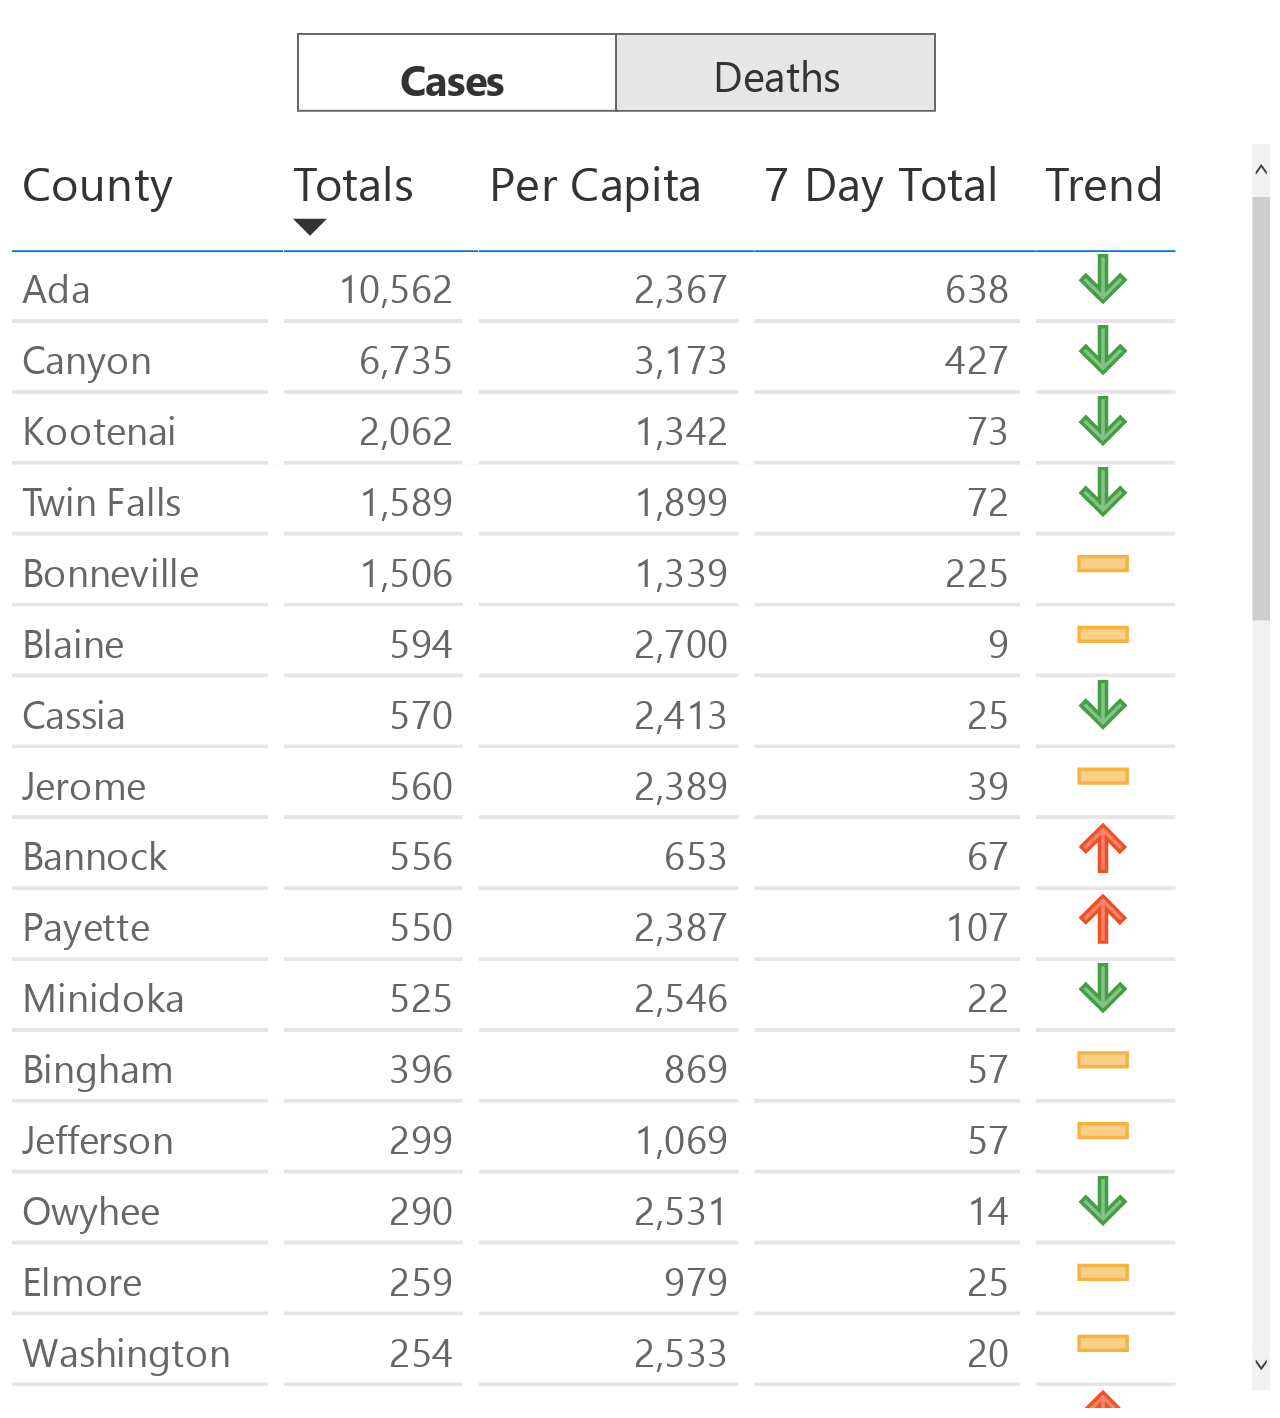 Cases Deaths
County Totals Per Capita 7 Day Total Trend
Ada 10,562 2,367 638
Canyon 6,735 3,173 427
Kootenai 2,062 1,342 73
Twin Falls 1,589 1,899 72
Bonneville 1,506 1,339 225
Blaine 594 2,700 9
Cassia 570 2,413 25
Jerome 560 2,389 39
Bannock 556 653 67
Payette 550 2,387 107
Minidoka 525 2,546 22
Bingham 396 869 57
Jefferson 299 1,069 57
Owyhee 290 2,531 14
Elmore 259 979 25
Washington 254 2,533 20